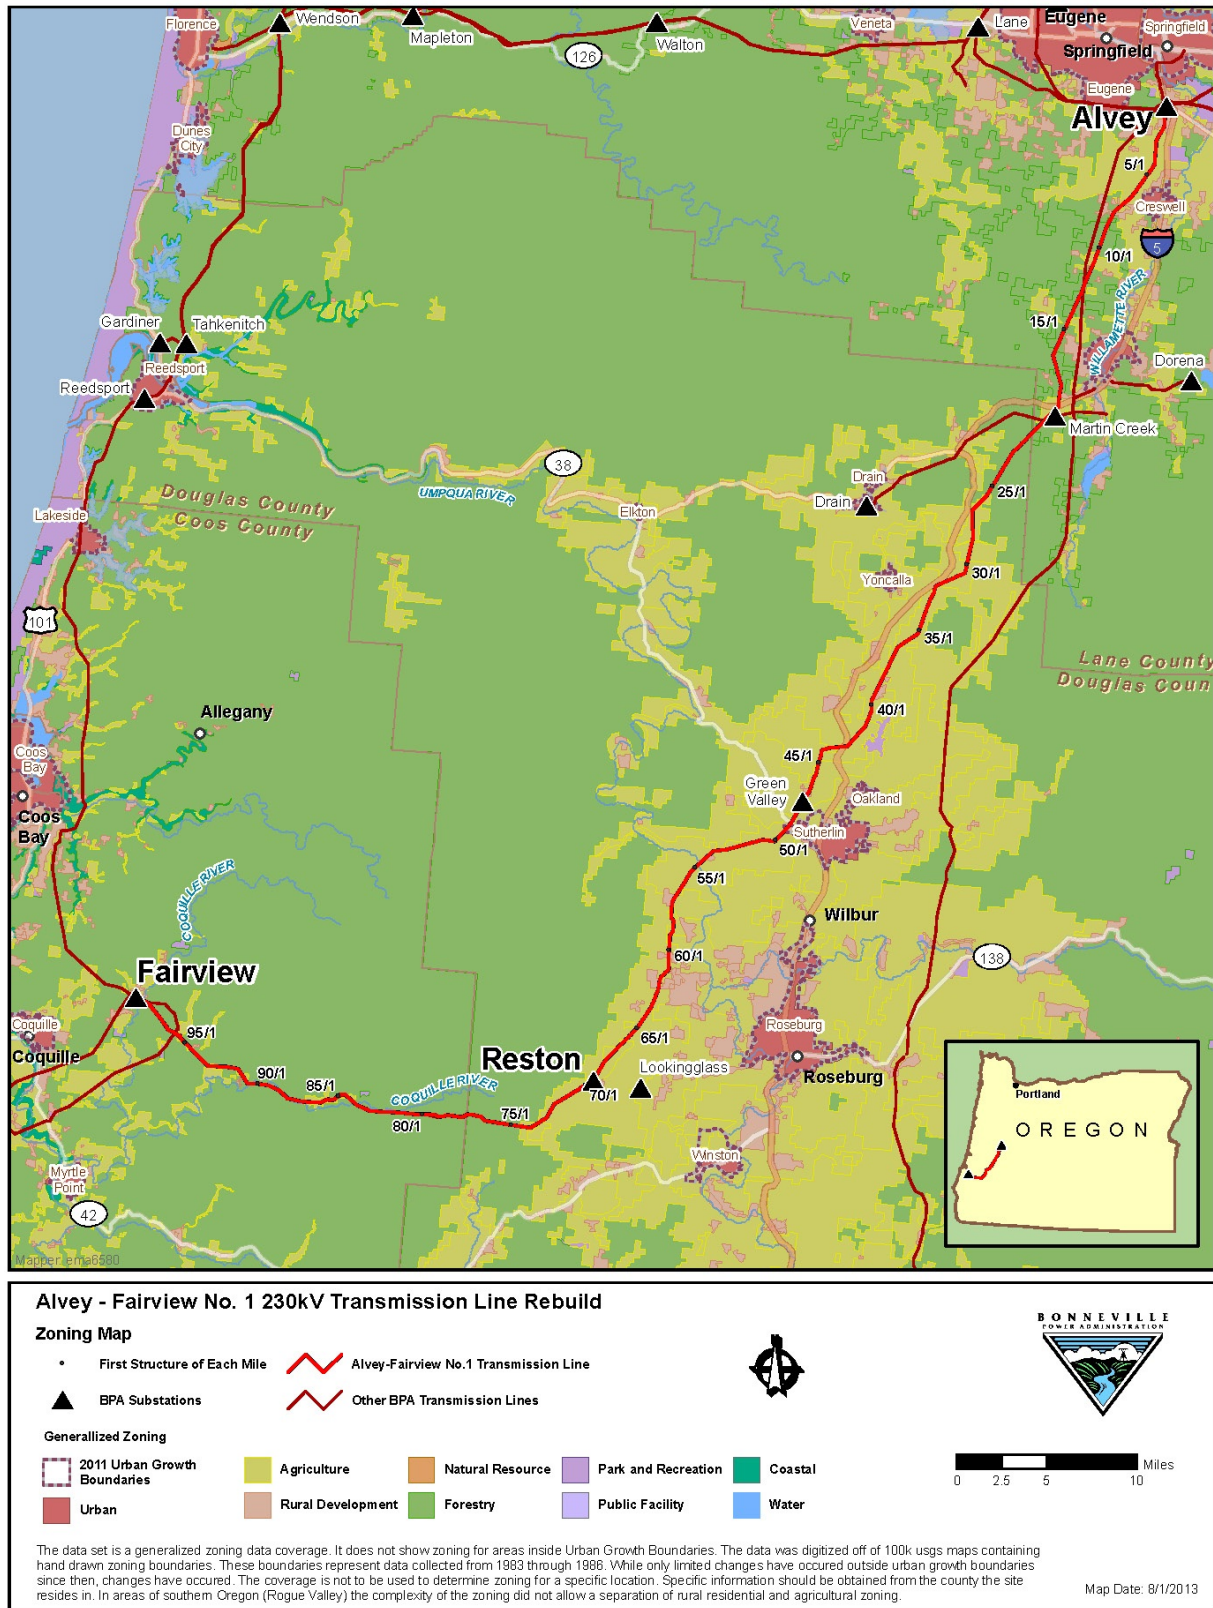 Florence
Wendson
Mapleton
126
Walton
Veneta
Lane
Eugene
Springfield
Springfield
Eugene
Alvey
Dunes
City
5/1
Creswell
5
10/1
WILLAMETTE RIVER
15/1
Gardiner
Tahkenitch
Reedsport
Reedsport
Dorena
Martin Creek
38
UMPQUA RIVER
Douglas County
Coos County
Lakeside
Elkton
Drain
Drain
25/1
Yoncalla
30/1
101
35/1
Lane County
Douglas Coun
Allegany
40/1
Coos
Bay
Coos
Bay
45/1
Green
Valley
Oakland
Sutherlin
50/1
55/1
COQUILLE RIVER
Wilbur
60/1
138
Fairview
95/1
Coquille
Coquille
65/1
Roseburg
Reston
Lookingglass
Roseburg
90/1
85/1
COQUILLE RIVER
70/1
80/1
75/1
Winston
Myrtle
Point
42
Portland
OREGON
Mapper: ema6580
Alvey - Fairview No. 1 230kV Transmission Line Rebuild
Zoning Map
First Structure of Each Mile
Alvey-Fairview No.1 Transmission Line
BPA Substations
Other BPA Transmission Lines
BONNEVILLE
POWER ADMINISTRATION
Generallized Zoning
2011 Urban Growth
Boundaries
Agriculture
Natural Resource
Park and Recreation
Coastal
Urban
Rural Development
Forestry
Public Facility
Water
Miles
0 2.5 5 10
The data set is a generalized zoning data coverage. It does not show zoning for areas inside Urban Growth Boundaries. The data was digitized off of 100k usgs maps containing
hand drawn zoning boundaries. These boundaries represent data collected from 1983 through 1986. While only limited changes have occured outside urban growth boundaries
since then, changes have occured. The coverage is not to be used to determine zoning for a specific location. Specific information should be obtained from the county the site
resides in. In areas of southern Oregon (Rogue Valley) the complexity of the zoning did not allow a separation of rural residential and agricultural zoning.
Map Date: 8/1/2013